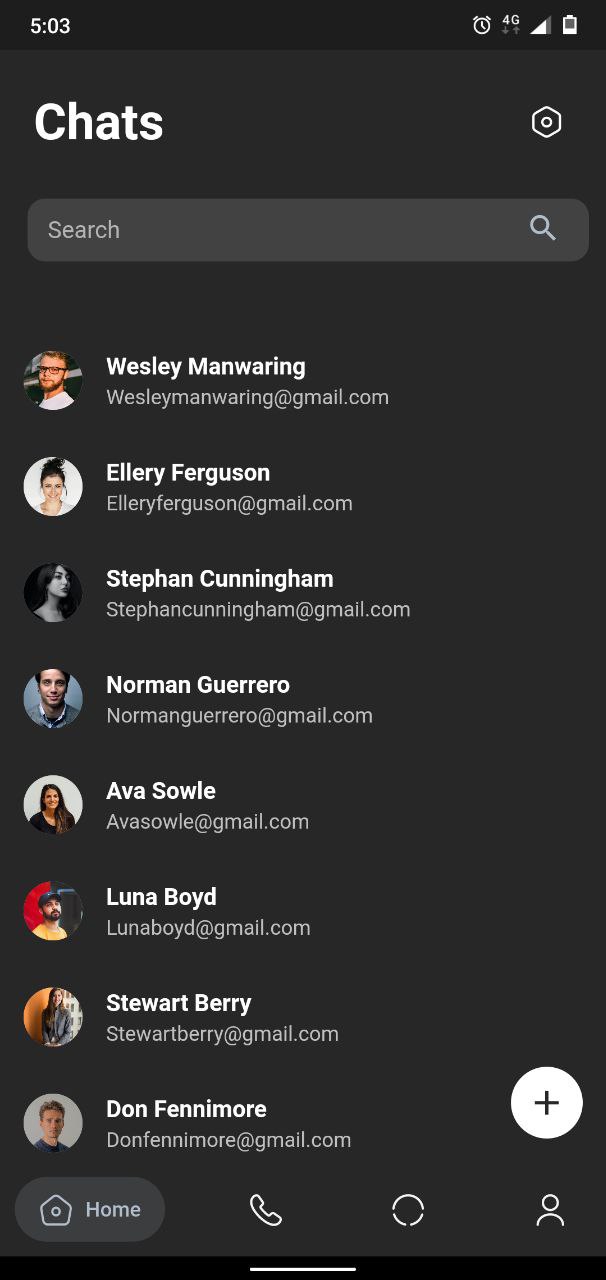 5:03
4G
Chats
Search
Wesley Manwaring
Wesleymanwaring@gmail.com
Ellery Ferguson
Elleryferguson@gmail.com
Stephan Cunningham
Stephancunningham@gmail.com
Norman Guerrero
Normanguerrero@gmail.com
Ava Sowle
Avasowle@gmail.com
Luna Boyd
Lunaboyd@gmail.com
Stewart Berry
Stewartberry@gmail.com
Don Fennimore
Donfennimore@gmail.com
Home